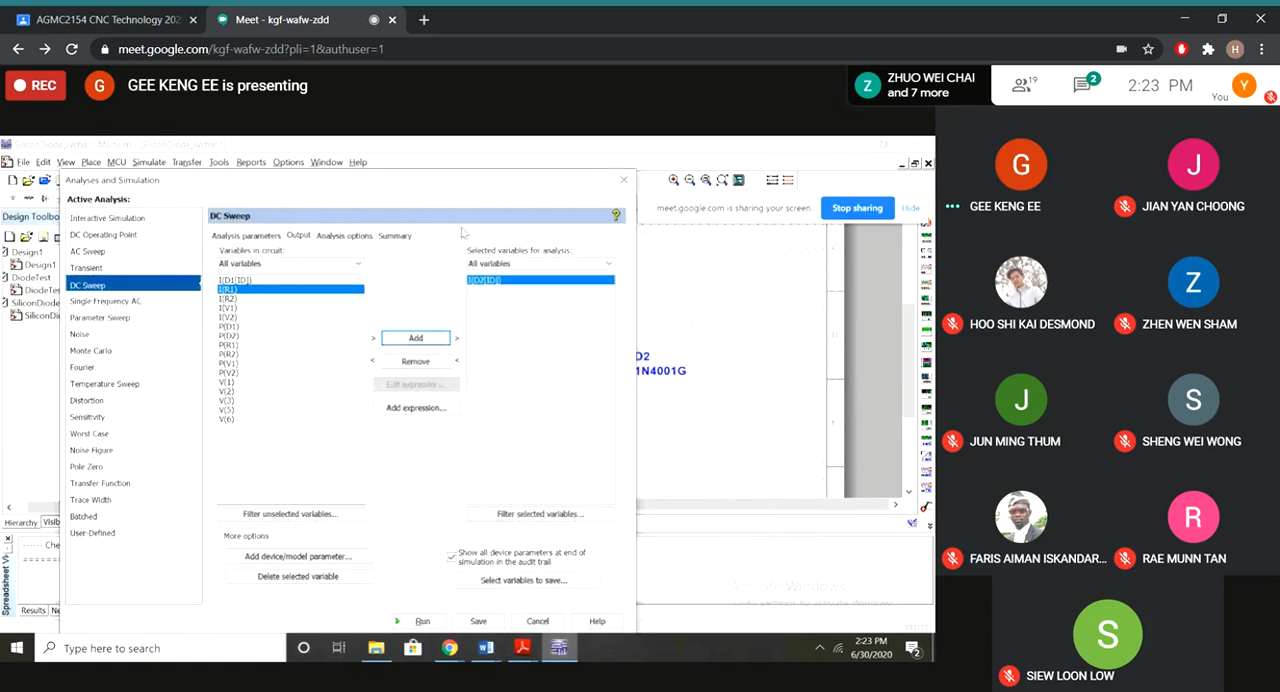 AGMC2154 CNC Technology 202
Meet - kgf-wafw-zdd
meet.google.com/kgf-wafw-zdd?pli=1&authuser=1
H
REC
G
GEE KENG EE is presenting
Z
ZHUO WEI CHAI
and 7 more
19
2
2:23 PM
You
Y
File Edit View Place MCU Simulate Transfer Tools Reports Options Window Help
Analyses and Simulation
Active Analysis:
Interactive Simulation
DC Operating Point
AC Sweep
Transient
DC Sweep
Single Frequency AC
Parameter Sweep
Noise
Monte Carlo
Fourier
Temperature Sweep
Distortion
Sensitivity
Worst Case
Noise Figure
Pole Zero
Transfer Function
Trace Width
Batched
User-Defined
DC Sweep
Analysis parameters Output Analysis options Summary
Variables in circuit:
All variables
I(D1[ID])
I(R1)
I(R2)
I(V1)
I(V2)
P(D1)
P(D2)
P(R1)
P(R2)
P(V1)
P(V2)
V(1)
V(2)
V(3)
V(5)
V(6)
Add
Remove
Edit expression...
Add expression...
Selected variables for analysis:
All variables
I(D2[ID])
Filter unselected variables...
Filter selected variables...
More options
Add device/model parameter...
Delete selected variable
Show all device parameters at end of
simulation in the audit trail
Select variables to save...
Run
Save
Cancel
Help
Design Toolbo
Design1
Design1
DiodeTest
DiodeTe
SiliconDiode
SiliconDi
Hierarchy
Visib
Che
Spreadsheet Vi
Results
Ne
meet.google.com is sharing your screen.
Stop sharing
Hide
D2
1N4001G
Activate Windows
Type here to search
2:23 PM
6/30/2020
2
G
GEE KENG EE
J
JIAN YAN CHOONG
HOO SHI KAI DESMOND
Z
ZHEN WEN SHAM
J
JUN MING THUM
S
SHENG WEI WONG
FARIS AIMAN ISKANDAR...
R
RAE MUNN TAN
S
SIEW LOON LOW